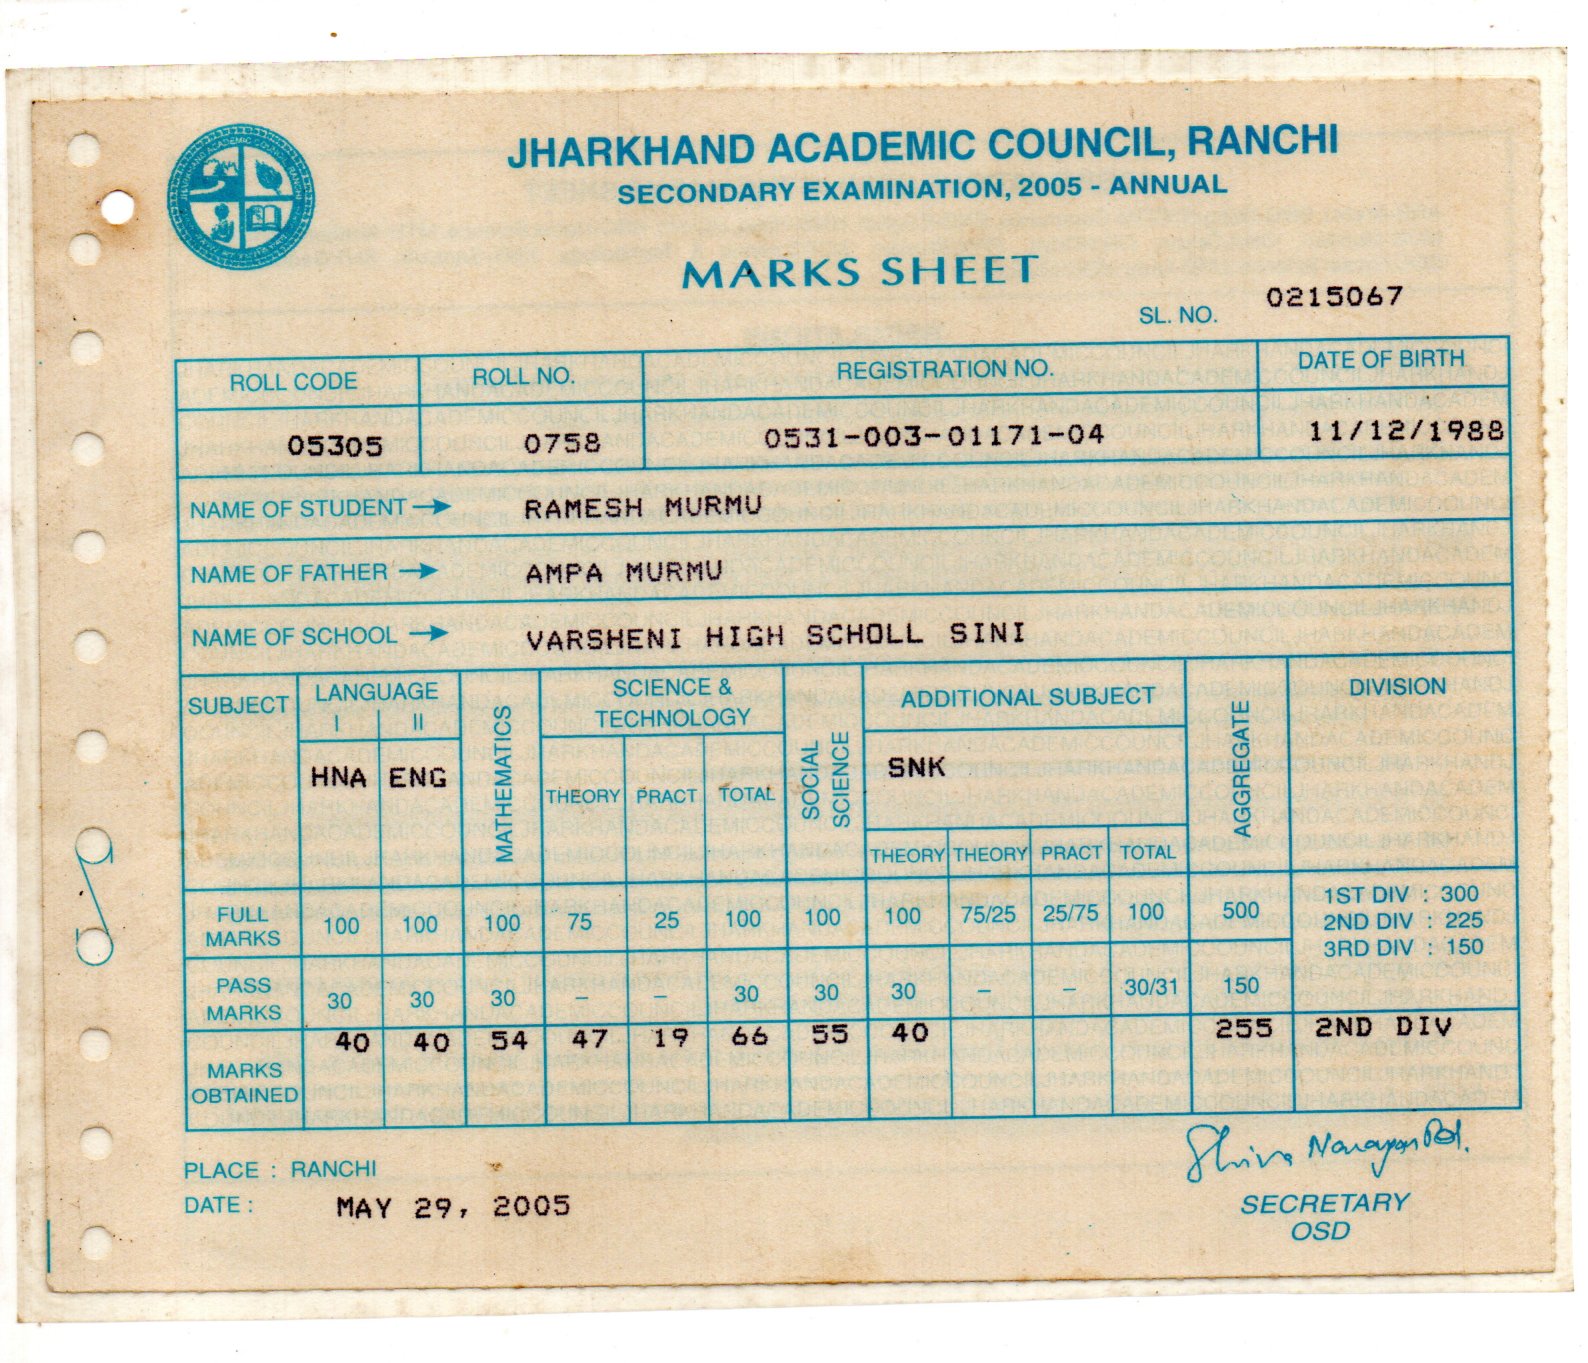 JHARKHAND ACADEMIC COUNCIL, RANCHI
SECONDARY EXAMINATION, 2005 - ANNUAL
MARKS SHEET
SL. NO. 0215067
ROLL CODE ROLL NO. REGISTRATION NO. DATE OF BIRTH
05305 0758 0531-003-01171-04 11/12/1988
NAME OF STUDENT → RAMESH MURMU
NAME OF FATHER → AMPA MURMU
NAME OF SCHOOL → VARSHENI HIGH SCHOLL SINI
SUBJECT LANGUAGE MATHEMATICS SCIENCE & TECHNOLOGY SOCIAL SCIENCE ADDITIONAL SUBJECT AGGREGATE DIVISION
I II
HNA ENG SNK
THEORY PRACT TOTAL
THEORY THEORY PRACT TOTAL
FULL MARKS 100 100 100 75 25 100 100 100 75/25 25/75 100 500
1ST DIV : 300
2ND DIV : 225
3RD DIV : 150
PASS MARKS 30 30 30 – – 30 30 30 – – 30/31 150
MARKS OBTAINED 40 40 54 47 19 66 55 40 255 2ND DIV
PLACE : RANCHI
DATE : MAY 29, 2005
SECRETARY
OSD